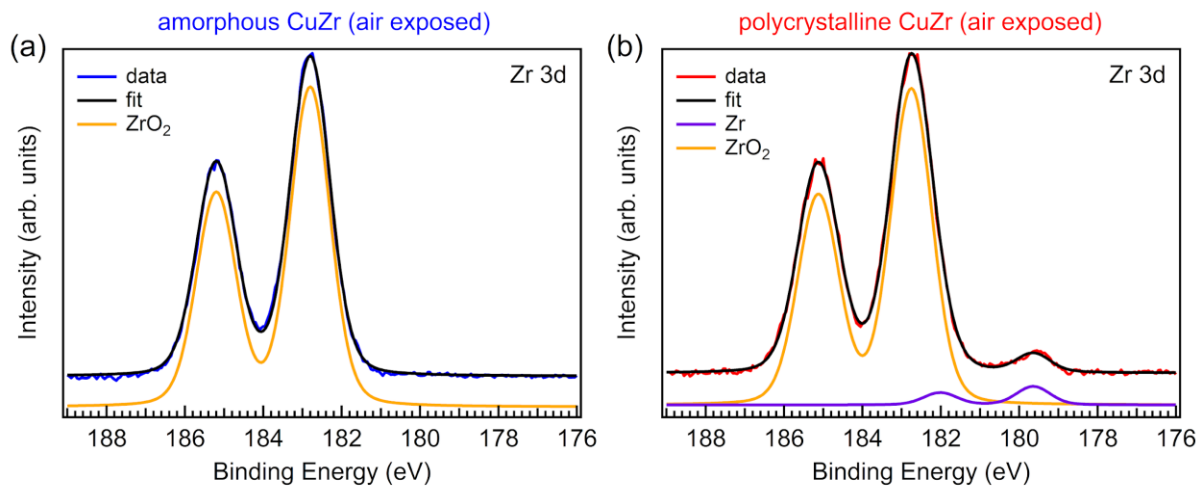 amorphous CuZr (air exposed)
(a)
Zr 3d
data
fit
ZrO₂
Intensity (arb. units)
188 186 184 182 180 178 176
Binding Energy (eV)
polycrystalline CuZr (air exposed)
(b)
Zr 3d
data
fit
Zr
ZrO₂
Intensity (arb. units)
188 186 184 182 180 178 176
Binding Energy (eV)